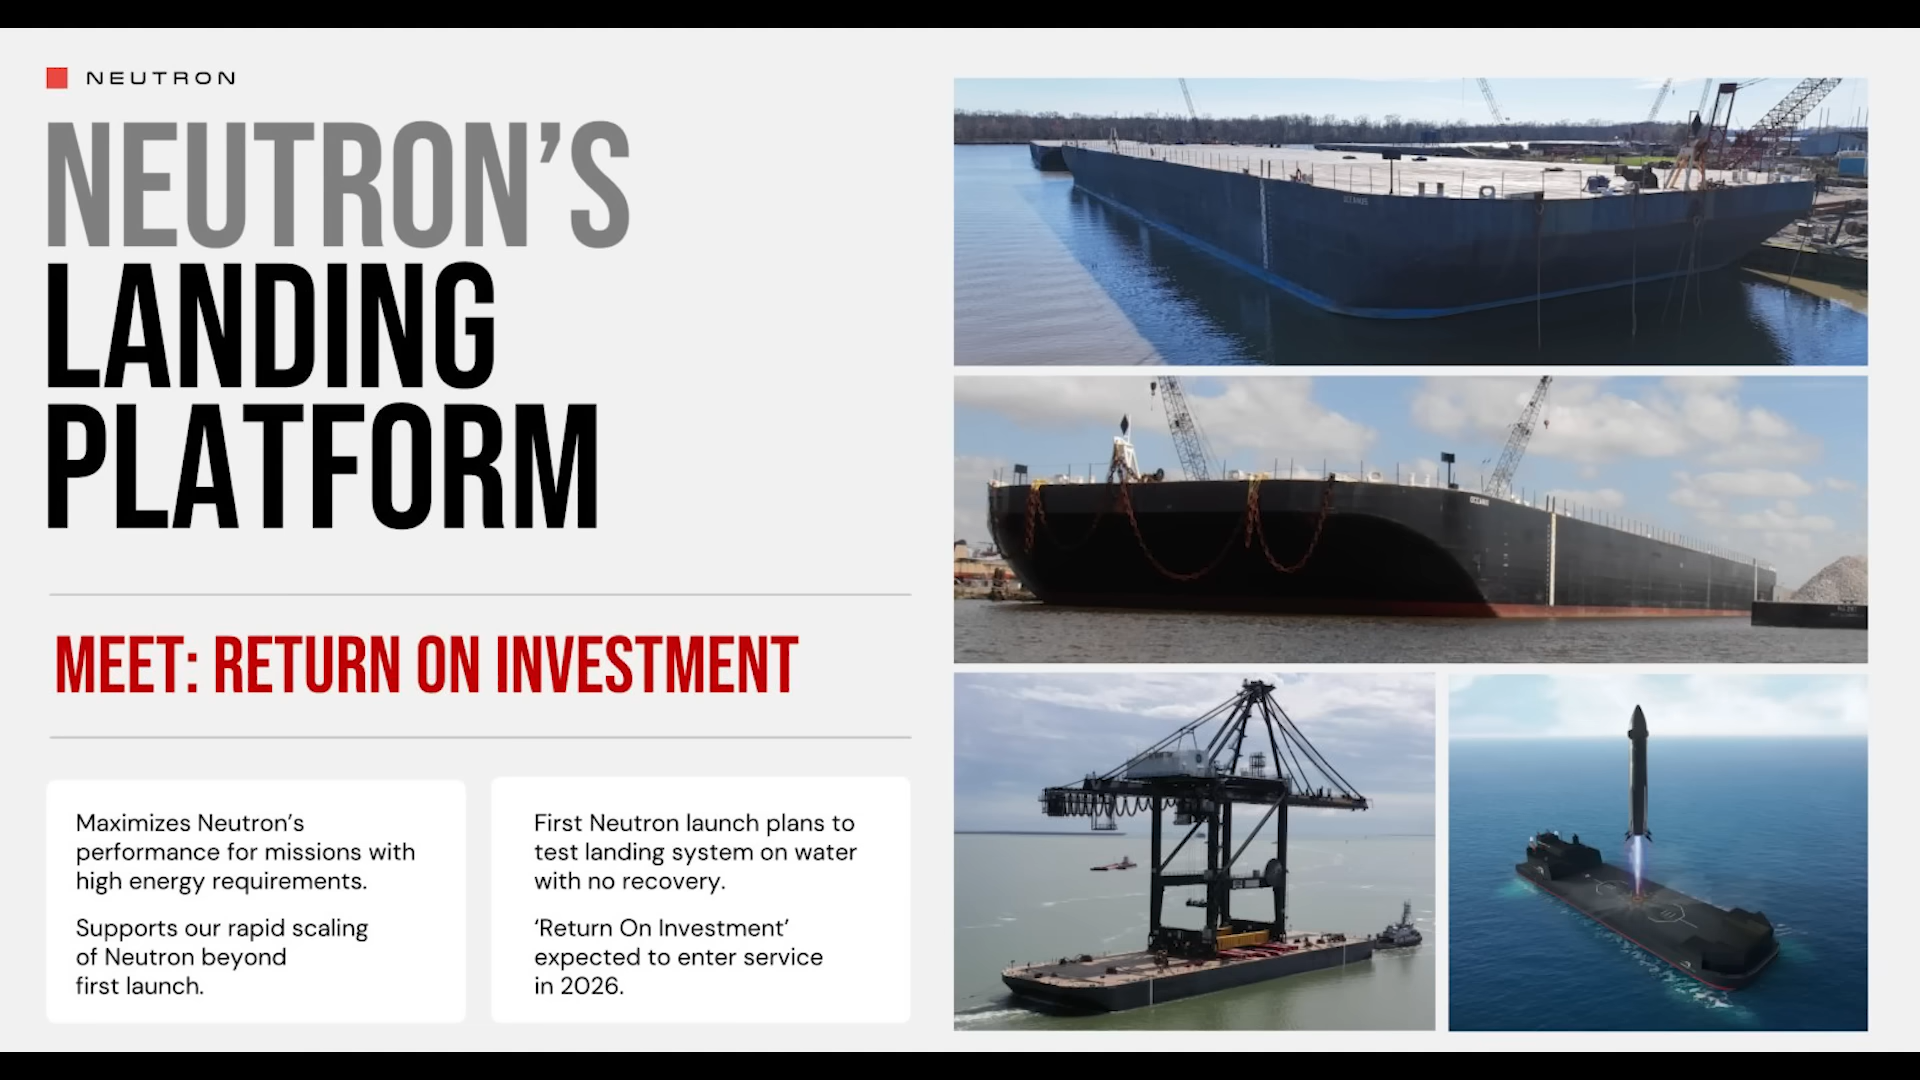 NEUTRON
NEUTRON’S
LANDING
PLATFORM
MEET: RETURN ON INVESTMENT
Maximizes Neutron’s
performance for missions with
high energy requirements.
Supports our rapid scaling
of Neutron beyond
first launch.
First Neutron launch plans to
test landing system on water
with no recovery.
‘Return On Investment’
expected to enter service
in 2026.
OCEANUS
OCEANUS